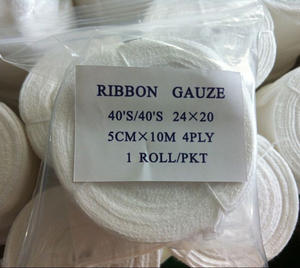 RIBBON GAUZE
40'S/40'S 24×20
5CM×10M 4PLY
1 ROLL/PKT